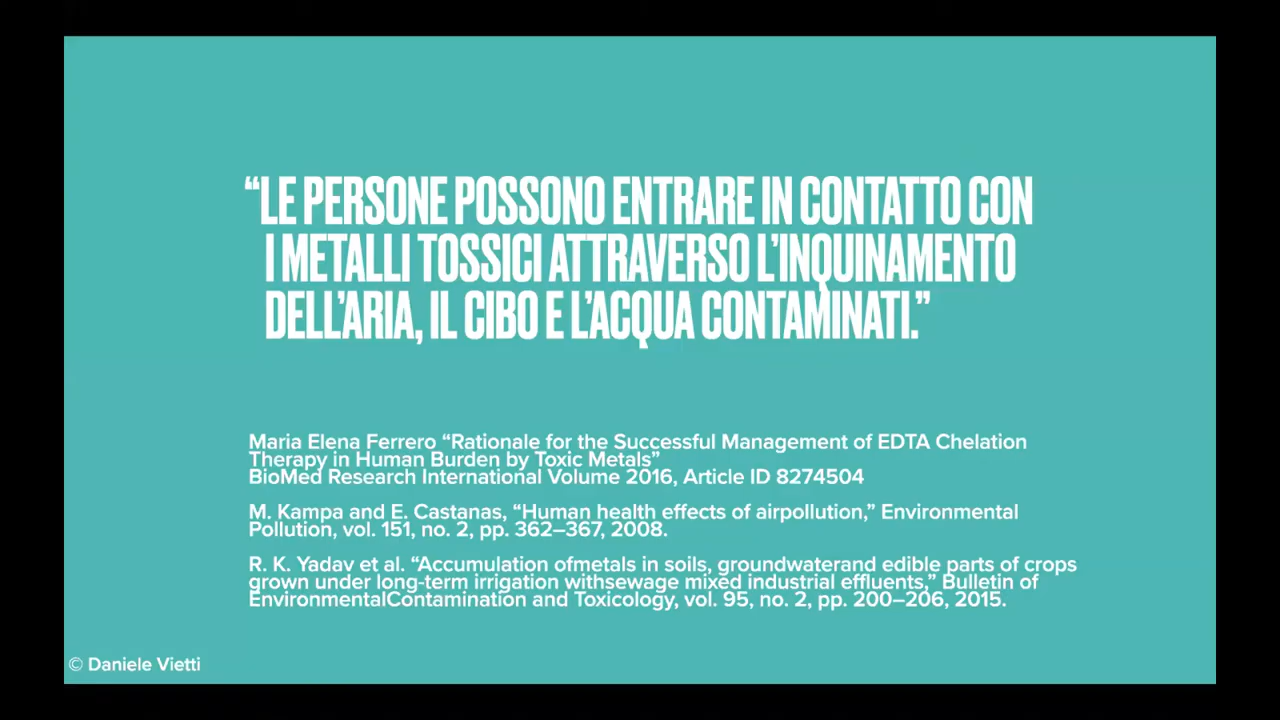 “LE PERSONE POSSONO ENTRARE IN CONTATTO CON
I METALLI TOSSICI ATTRAVERSO L’INQUINAMENTO
DELL’ARIA, IL CIBO E L’ACQUA CONTAMINATI.”
Maria Elena Ferrero “Rationale for the Successful Management of EDTA Chelation
Therapy in Human Burden by Toxic Metals”
BioMed Research International Volume 2016, Article ID 8274504
M. Kampa and E. Castanas, “Human health effects of airpollution,” Environmental
Pollution, vol. 151, no. 2, pp. 362–367, 2008.
R. K. Yadav et al. “Accumulation ofmetals in soils, groundwaterand edible parts of crops
grown under long-term irrigation withsewage mixed industrial effluents,” Bulletin of
EnvironmentalContamination and Toxicology, vol. 95, no. 2, pp. 200–206, 2015.
© Daniele Vietti